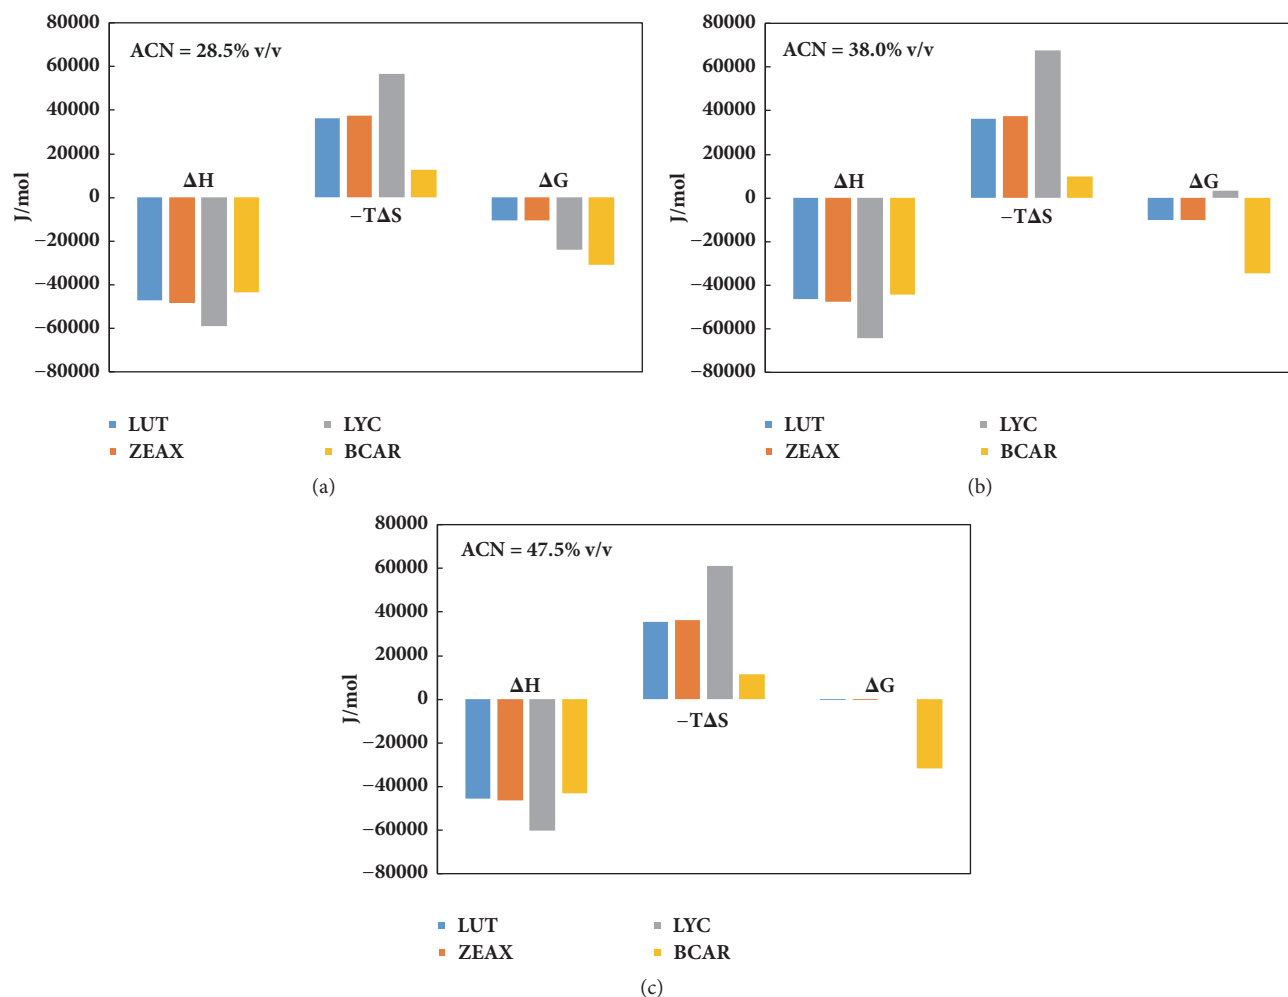 80000
60000
40000
20000
0
−20000
−40000
−60000
−80000
J/mol
ACN = 28.5% v/v
ΔH
−TΔS
ΔG
LUT
ZEAX
LYC
BCAR
(a)
80000
60000
40000
20000
0
−20000
−40000
−60000
−80000
J/mol
ACN = 38.0% v/v
ΔH
−TΔS
ΔG
LUT
ZEAX
LYC
BCAR
(b)
80000
60000
40000
20000
0
−20000
−40000
−60000
−80000
J/mol
ACN = 47.5% v/v
ΔH
−TΔS
ΔG
LUT
ZEAX
LYC
BCAR
(c)